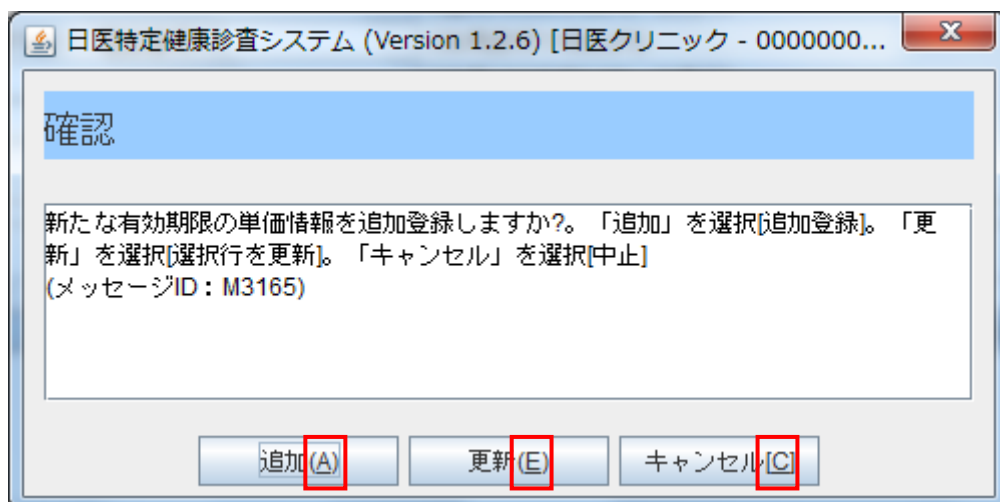 日医特定健康診査システム (Version 1.2.6) [日医クリニック - 0000000...
確認
新たな有効期限の単価情報を追加登録しますか?。「追加」を選択[追加登録]。「更
新」を選択[選択行を更新]。「キャンセル」を選択[中止]
(メッセージID：M3165)
追加(A) 更新(E) キャンセル[C]